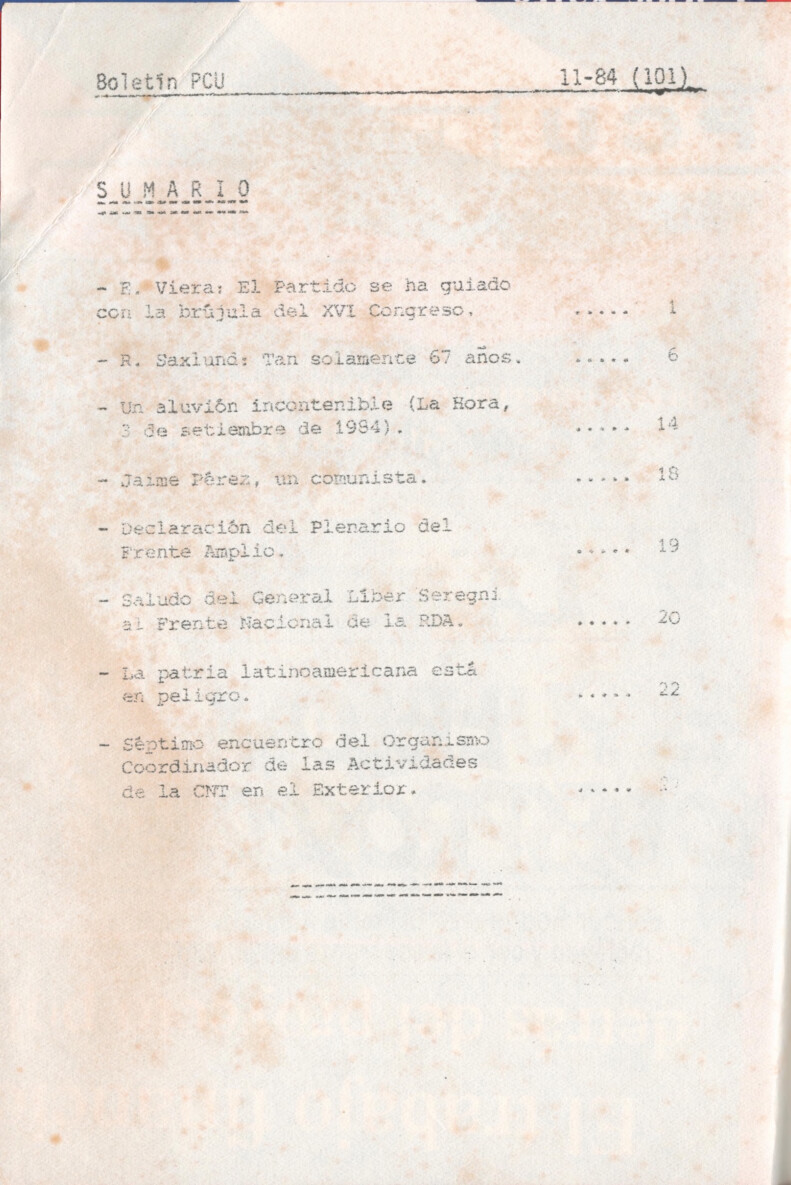 Boletín PCU 11-84 (101)
S U M A R I O
- E. Viera: El Partido se ha guiado
con la brújula del XVI Congreso. ..... 1
- R. Saxlund: Tan solamente 67 años. ..... 6
- Un aluvión incontenible (La Hora,
3 de setiembre de 1984). ..... 14
- Jaime Pérez, un comunista. ..... 18
- Declaración del Plenario del
Frente Amplio. ..... 19
- Saludo del General Líber Seregni
al Frente Nacional de la RDA. ..... 20
- La patria latinoamericana está
en peligro. ..... 22
- Séptimo encuentro del Organismo
Coordinador de las Actividades
de la CNT en el Exterior. .....